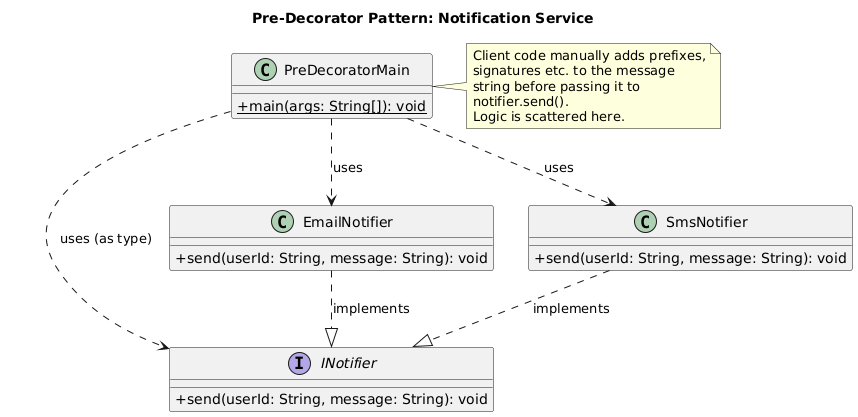 Pre-Decorator Pattern: Notification Service
C PreDecoratorMain
+main(args: String[]): void
Client code manually adds prefixes,
signatures etc. to the message
string before passing it to
notifier.send().
Logic is scattered here.
uses
uses
uses (as type)
C EmailNotifier
+send(userId: String, message: String): void
C SmsNotifier
+send(userId: String, message: String): void
implements
implements
I INotifier
+send(userId: String, message: String): void